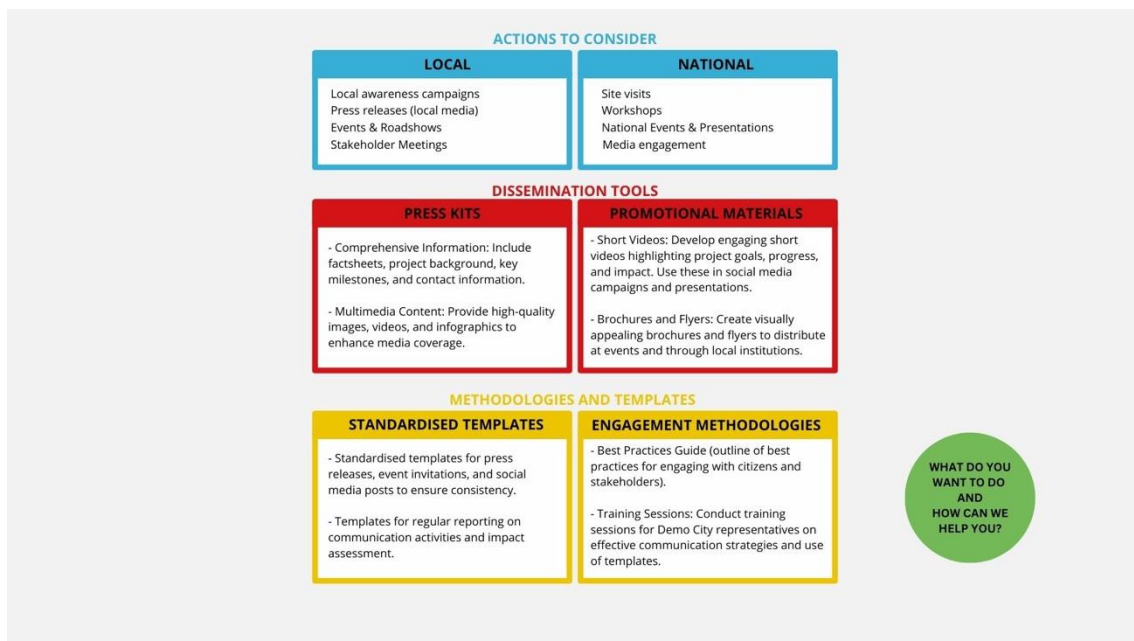 ACTIONS TO CONSIDER
LOCAL
Local awareness campaigns
Press releases (local media)
Events & Roadshows
Stakeholder Meetings
NATIONAL
Site visits
Workshops
National Events & Presentations
Media engagement
DISSEMINATION TOOLS
PRESS KITS
- Comprehensive Information: Include
factsheets, project background, key
milestones, and contact information.
- Multimedia Content: Provide high-quality
images, videos, and infographics to
enhance media coverage.
PROMOTIONAL MATERIALS
- Short Videos: Develop engaging short
videos highlighting project goals, progress,
and impact. Use these in social media
campaigns and presentations.
- Brochures and Flyers: Create visually
appealing brochures and flyers to distribute
at events and through local institutions.
METHODOLOGIES AND TEMPLATES
STANDARDISED TEMPLATES
- Standardised templates for press
releases, event invitations, and social
media posts to ensure consistency.
- Templates for regular reporting on
communication activities and impact
assessment.
ENGAGEMENT METHODOLOGIES
- Best Practices Guide (outline of best
practices for engaging with citizens and
stakeholders).
- Training Sessions: Conduct training
sessions for Demo City representatives on
effective communication strategies and use
of templates.
WHAT DO YOU
WANT TO DO
AND
HOW CAN WE
HELP YOU?